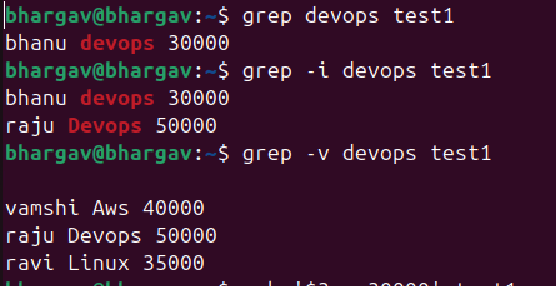 bhargav@bhargav:~$ grep devops test1
bhanu devops 30000
bhargav@bhargav:~$ grep -i devops test1
bhanu devops 30000
raju Devops 50000
bhargav@bhargav:~$ grep -v devops test1
vamshi Aws 40000
raju Devops 50000
ravi Linux 35000